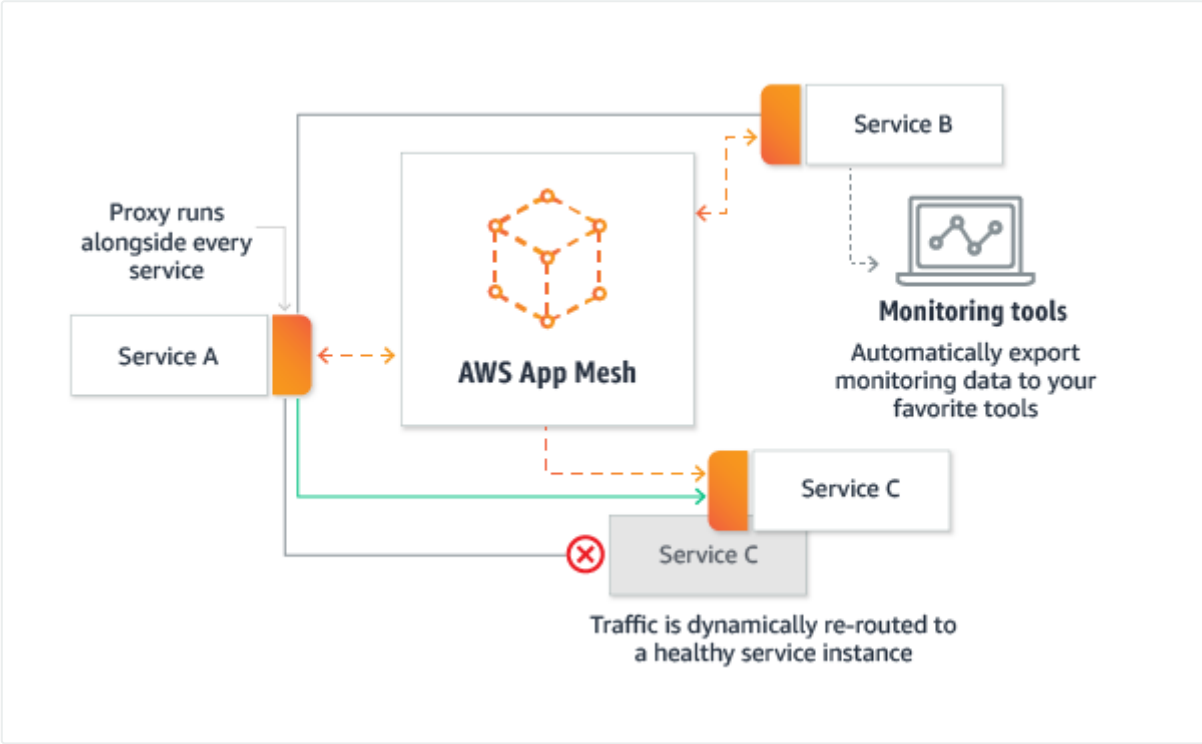 Service B
Proxy runs
alongside every
service
Service A
AWS App Mesh
Monitoring tools
Automatically export
monitoring data to your
favorite tools
Service C
Service C
Traffic is dynamically re-routed to
a healthy service instance